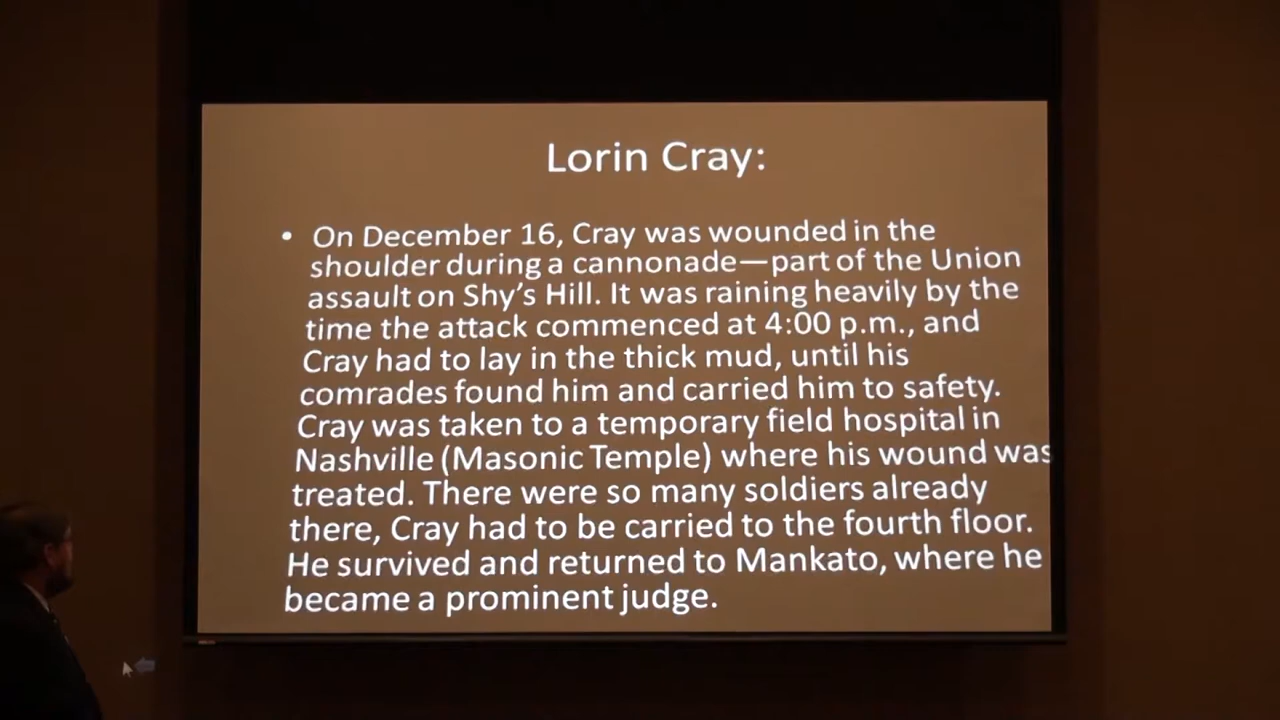 Lorin Cray:
• On December 16, Cray was wounded in the
shoulder during a cannonade—part of the Union
assault on Shy's Hill. It was raining heavily by the
time the attack commenced at 4:00 p.m., and
Cray had to lay in the thick mud, until his
comrades found him and carried him to safety.
Cray was taken to a temporary field hospital in
Nashville (Masonic Temple) where his wound was
treated. There were so many soldiers already
there, Cray had to be carried to the fourth floor.
He survived and returned to Mankato, where he
became a prominent judge.